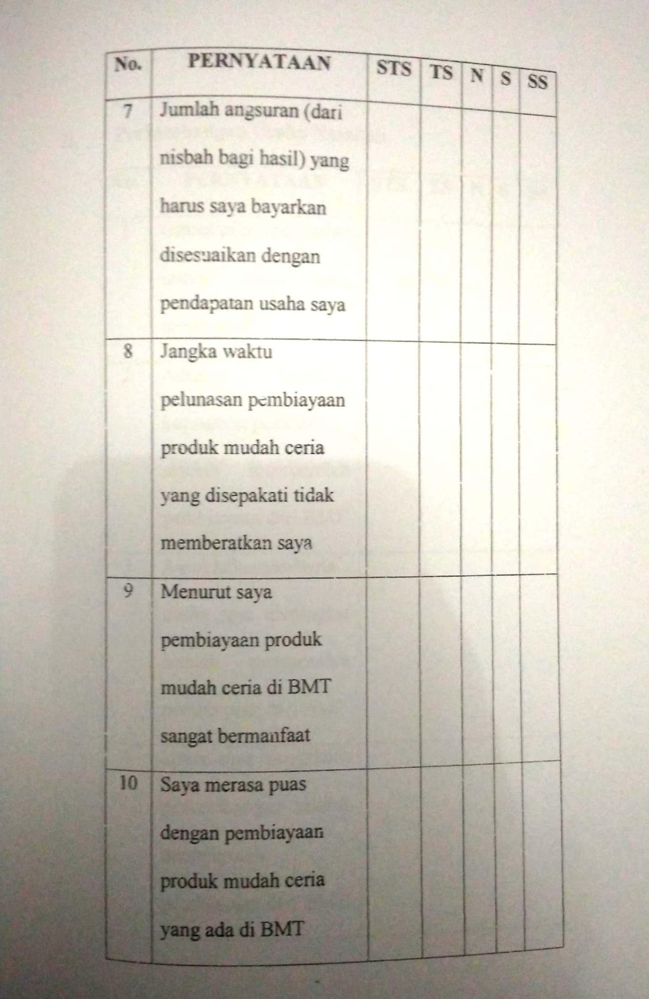 No. PERNYATAAN STS TS N S SS
7 Jumlah angsuran (dari
nisbah bagi hasil) yang
harus saya bayarkan
disesuaikan dengan
pendapatan usaha saya
8 Jangka waktu
pelunasan pembiayaan
produk mudah ceria
yang disepakati tidak
memberatkan saya
9 Menurut saya
pembiayaan produk
mudah ceria di BMT
sangat bermanfaat
10 Saya merasa puas
dengan pembiayaan
produk mudah ceria
yang ada di BMT